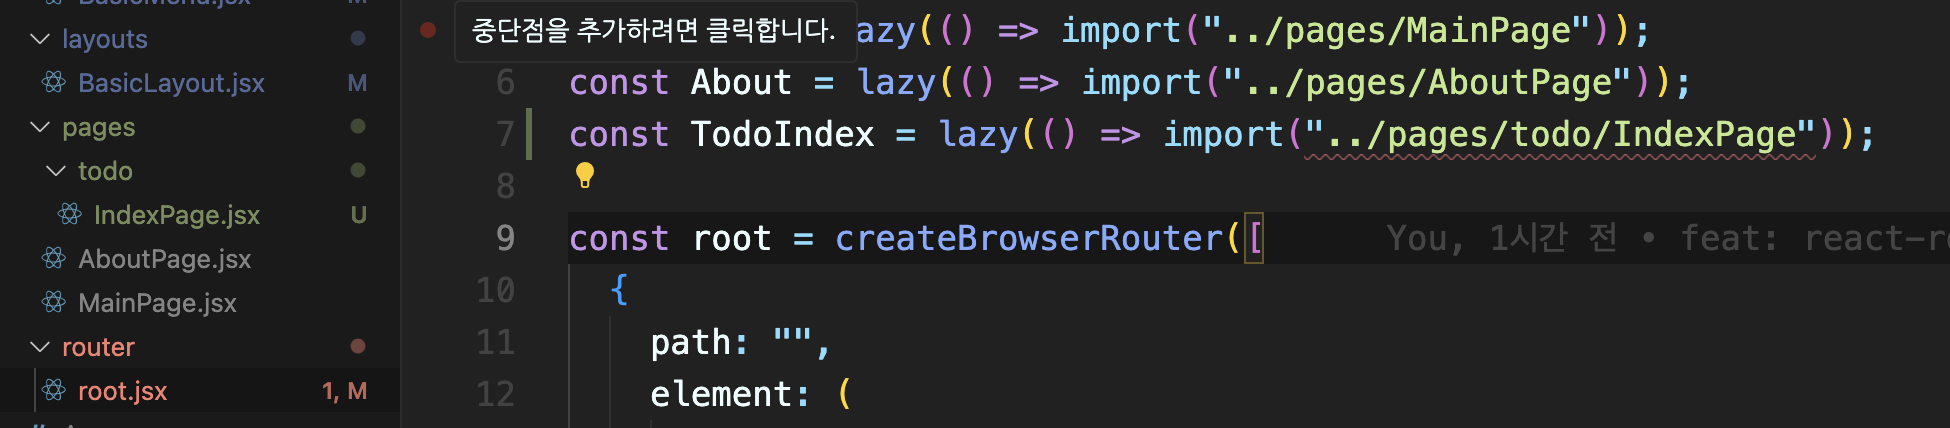 BasicMenu.jsx M
layouts
BasicLayout.jsx M
pages
todo
IndexPage.jsx U
AboutPage.jsx
MainPage.jsx
router
root.jsx 1, M
중단점을 추가하려면 클릭합니다.
azy(() => import("../pages/MainPage"));
6 const About = lazy(() => import("../pages/AboutPage"));
7 const TodoIndex = lazy(() => import("../pages/todo/IndexPage"));
8
9 const root = createBrowserRouter([ You, 1시간 전 • feat: react-ro
10 {
11 path: "",
12 element: (